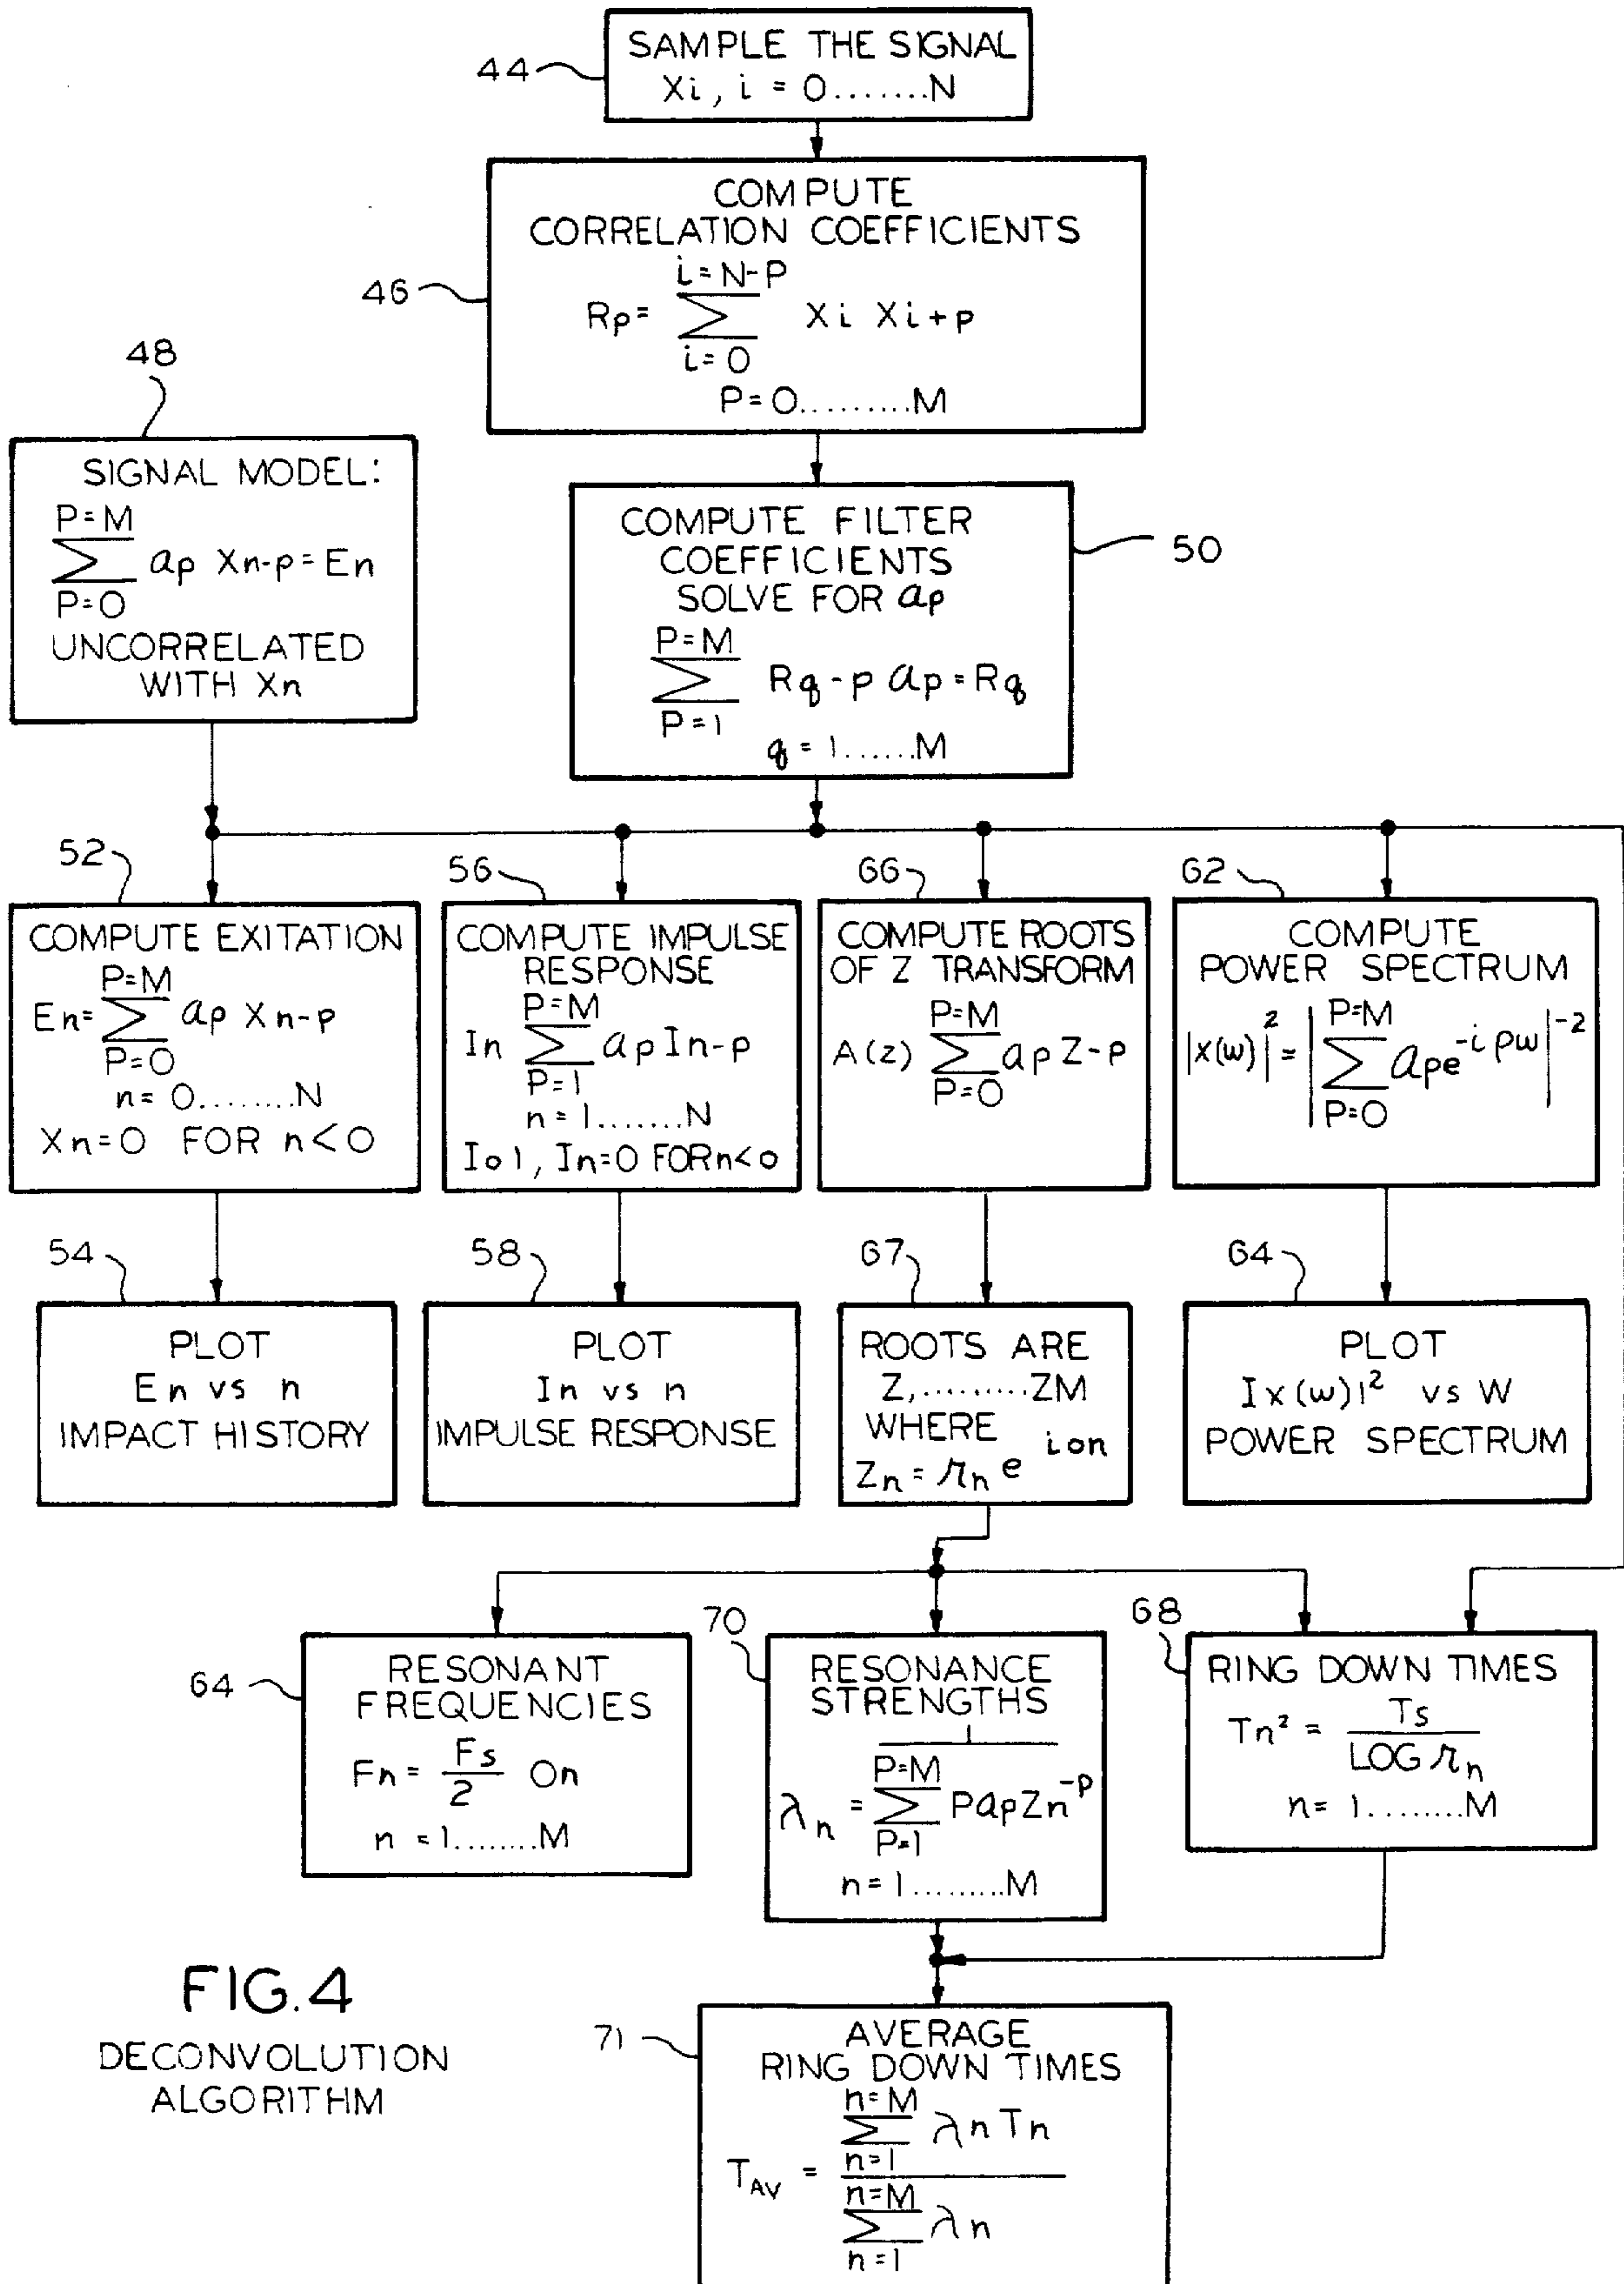 44
SAMPLE THE SIGNAL
Xi, i = 0.......N
46
COMPUTE
CORRELATION COEFFICIENTS
i=N-P
Rp= ∑ Xi Xi+p
i=0
P=0.........M
48
SIGNAL MODEL:
P=M
∑ ap Xn-p=En
P=0
UNCORRELATED
WITH Xn
50
COMPUTE FILTER
COEFFICIENTS
SOLVE FOR ap
P=M
∑ Rq-p ap=Rq
P=1
q=1......M
52
COMPUTE EXITATION
P=M
En=∑ ap Xn-p
P=0
n=0........N
Xn=0 FOR n<0
56
COMPUTE IMPULSE
RESPONSE
P=M
In ∑ ap In-p
P=1
n=1.......N
Io1, In=0 FOR n<0
66
COMPUTE ROOTS
OF Z TRANSFORM
P=M
A(z) ∑ ap Z-p
P=0
62
COMPUTE
POWER SPECTRUM
P=M
|x(w)|² = |∑ ape^-ipw|^-2
P=0
54
PLOT
En vs n
IMPACT HISTORY
58
PLOT
In vs n
IMPULSE RESPONSE
67
ROOTS ARE
Z,.........ZM
WHERE
Zn=rn e^ion
64
PLOT
Ix(w)|² vs W
POWER SPECTRUM
64
RESONANT
FREQUENCIES
Fn= Fs/2 On
n=1........M
70
RESONANCE
STRENGTHS
1
P=M
λn = ∑ PapZn^-p
P=1
n=1.........M
68
RING DOWN TIMES
Tn² = Ts/LOG rn
n=1........M
FIG.4
DECONVOLUTION
ALGORITHM
71
AVERAGE
RING DOWN TIMES
n=M
∑ λn Tn
n=1
TAV =
n=M
∑ λn
n=1